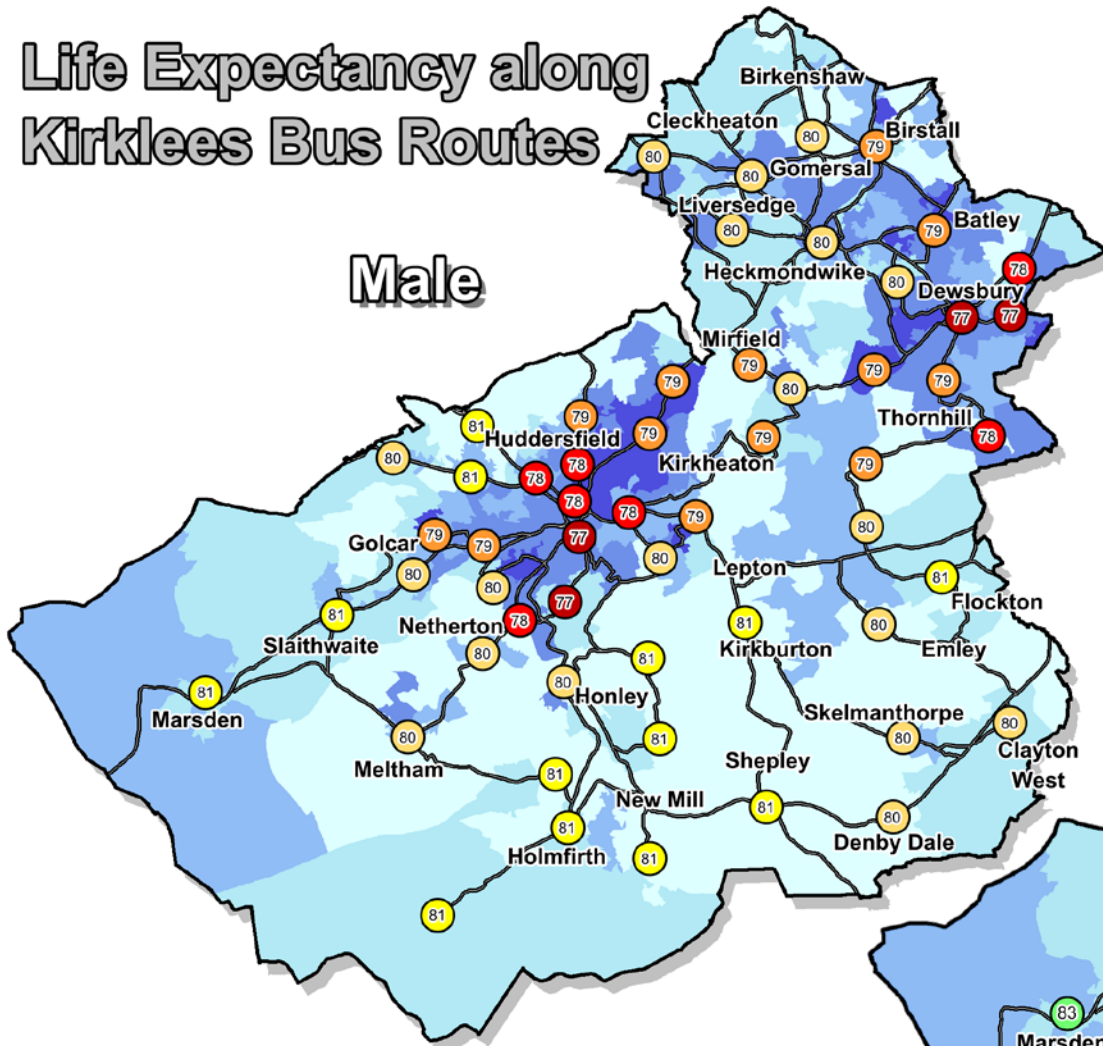 Life Expectancy along
Kirklees Bus Routes
Male
Birkenshaw
Cleckheaton
80
Birstall
79
80
80
Gomersal
Liversedge
80
80
Batley
79
Heckmondwike
78
80
Dewsbury
77
77
Mirfield
79
80
79
79
79
79
81
Huddersfield
79
Kirkheaton
79
Thornhill
78
80
81
78
78
79
78
78
79
80
Golcar
79
79
77
80
80
80
Lepton
81
Flockton
77
81
Slaithwaite
Netherton
78
81
Kirkburton
80
Emley
80
81
81
Marsden
80
Honley
Skelmanthorpe
80
80
Clayton
West
80
Meltham
81
81
Shepley
New Mill
81
80
Denby Dale
81
Holmfirth
81
81
83
Marsden